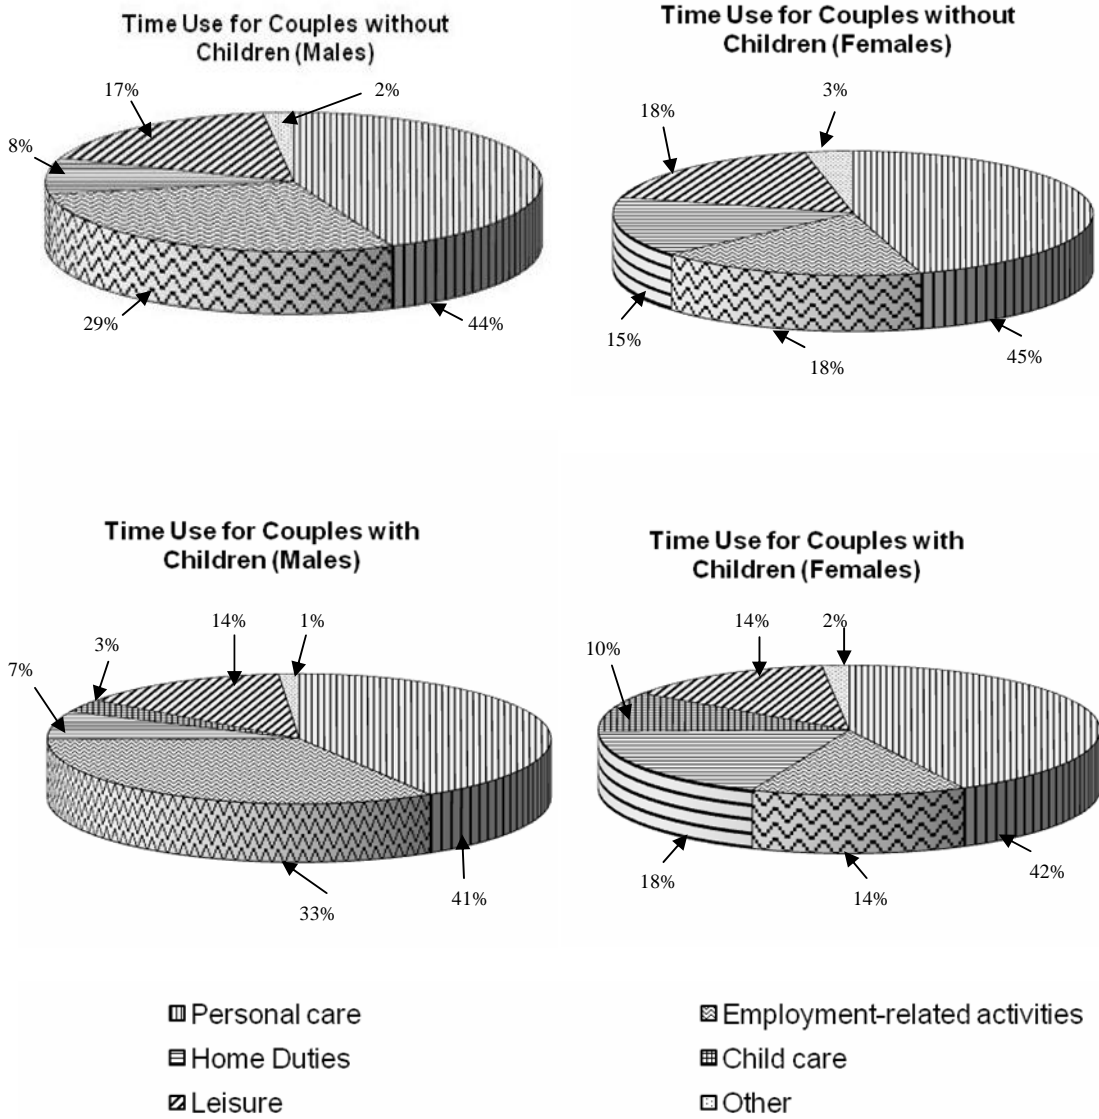 Time Use for Couples without
Children (Males)
17%
2%
8%
29%
44%
Time Use for Couples without
Children (Females)
18%
3%
15%
18%
45%
Time Use for Couples with
Children (Males)
14%
1%
3%
7%
33%
41%
Time Use for Couples with
Children (Females)
14%
2%
10%
18%
14%
42%
Personal care
Employment-related activities
Home Duties
Child care
Leisure
Other